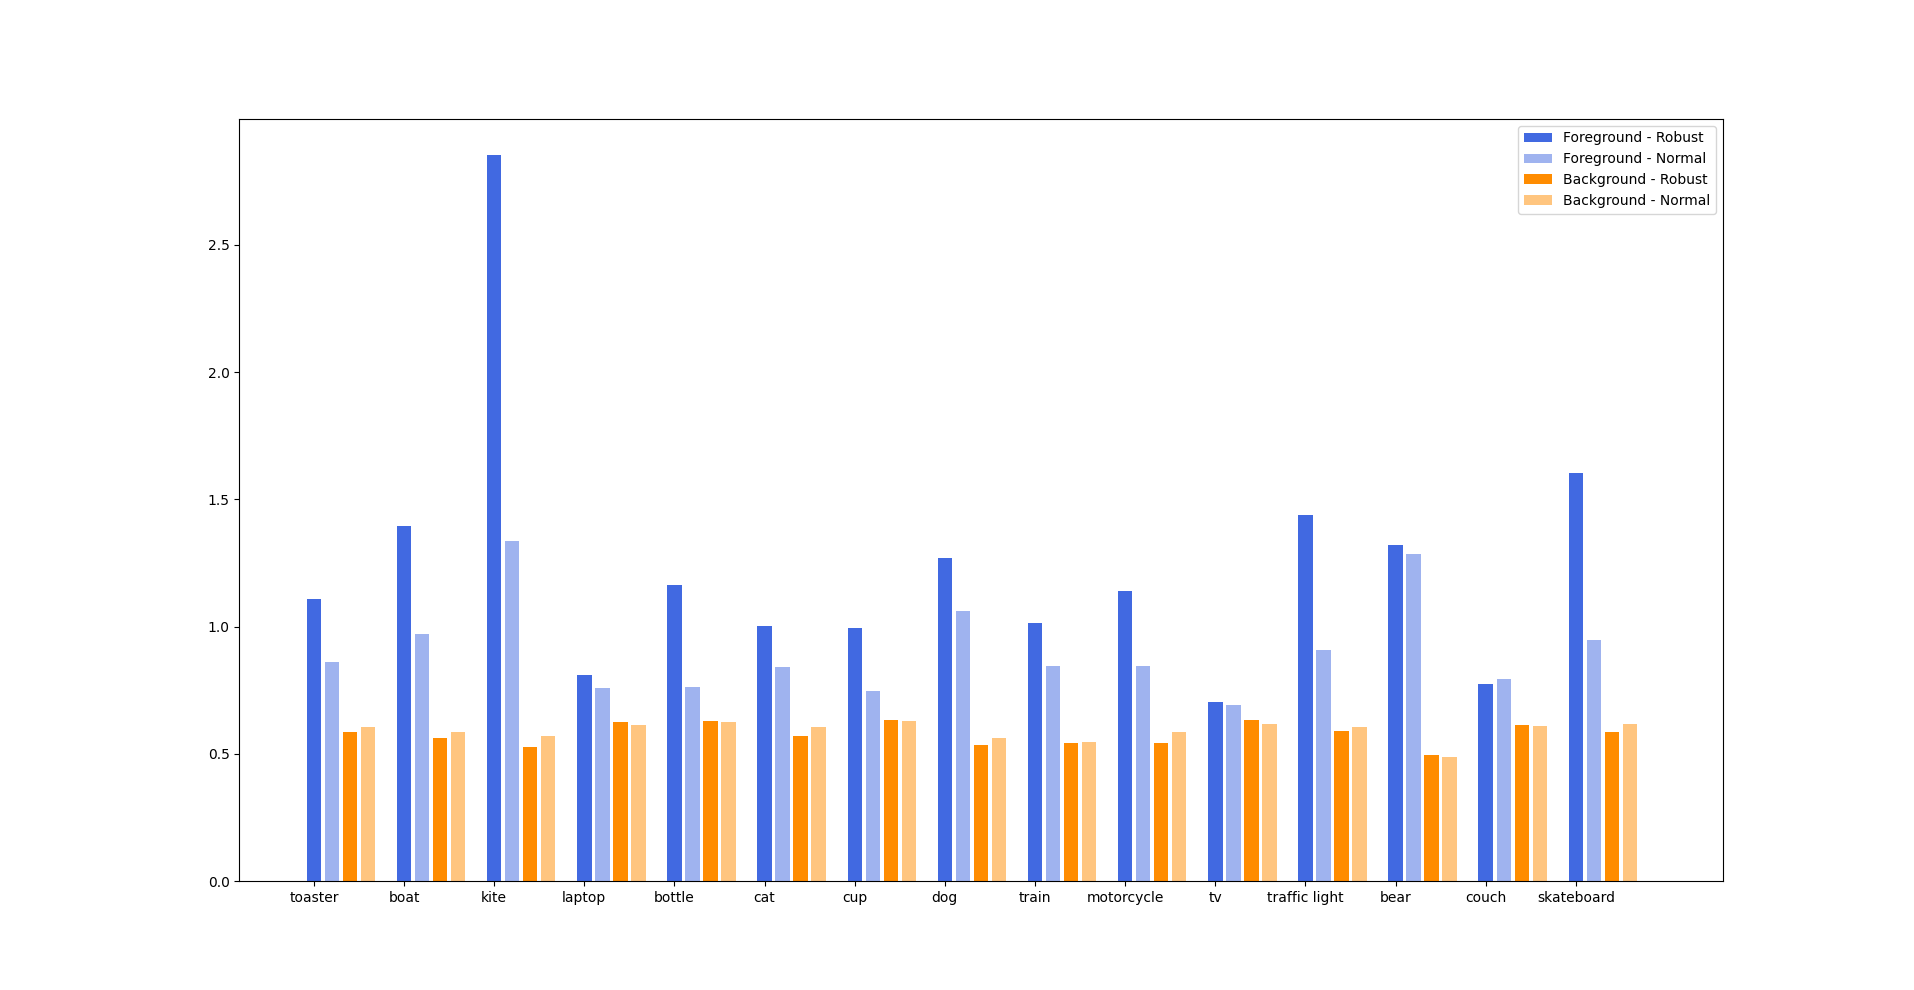 Foreground - Robust
Foreground - Normal
Background - Robust
Background - Normal
2.5
2.0
1.5
1.0
0.5
0.0
toaster boat kite laptop bottle cat cup dog train motorcycle tv traffic light bear couch skateboard